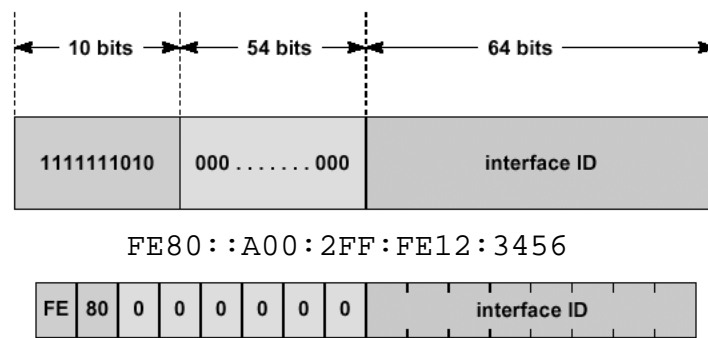 10 bits 54 bits 64 bits
1111111010 000 . . . . . . . 000 interface ID
FE80::A00:2FF:FE12:3456
FE 80 0 0 0 0 0 0 interface ID